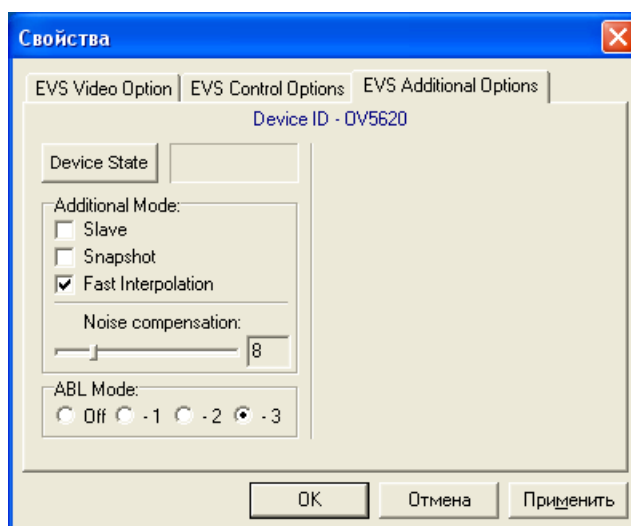 Свойства
EVS Video Option EVS Control Options EVS Additional Options
Device ID - OV5620
Device State
Additional Mode:
Slave
Snapshot
Fast Interpolation
Noise compensation:
8
ABL Mode:
Off - 1 - 2 - 3
OK Отмена Применить